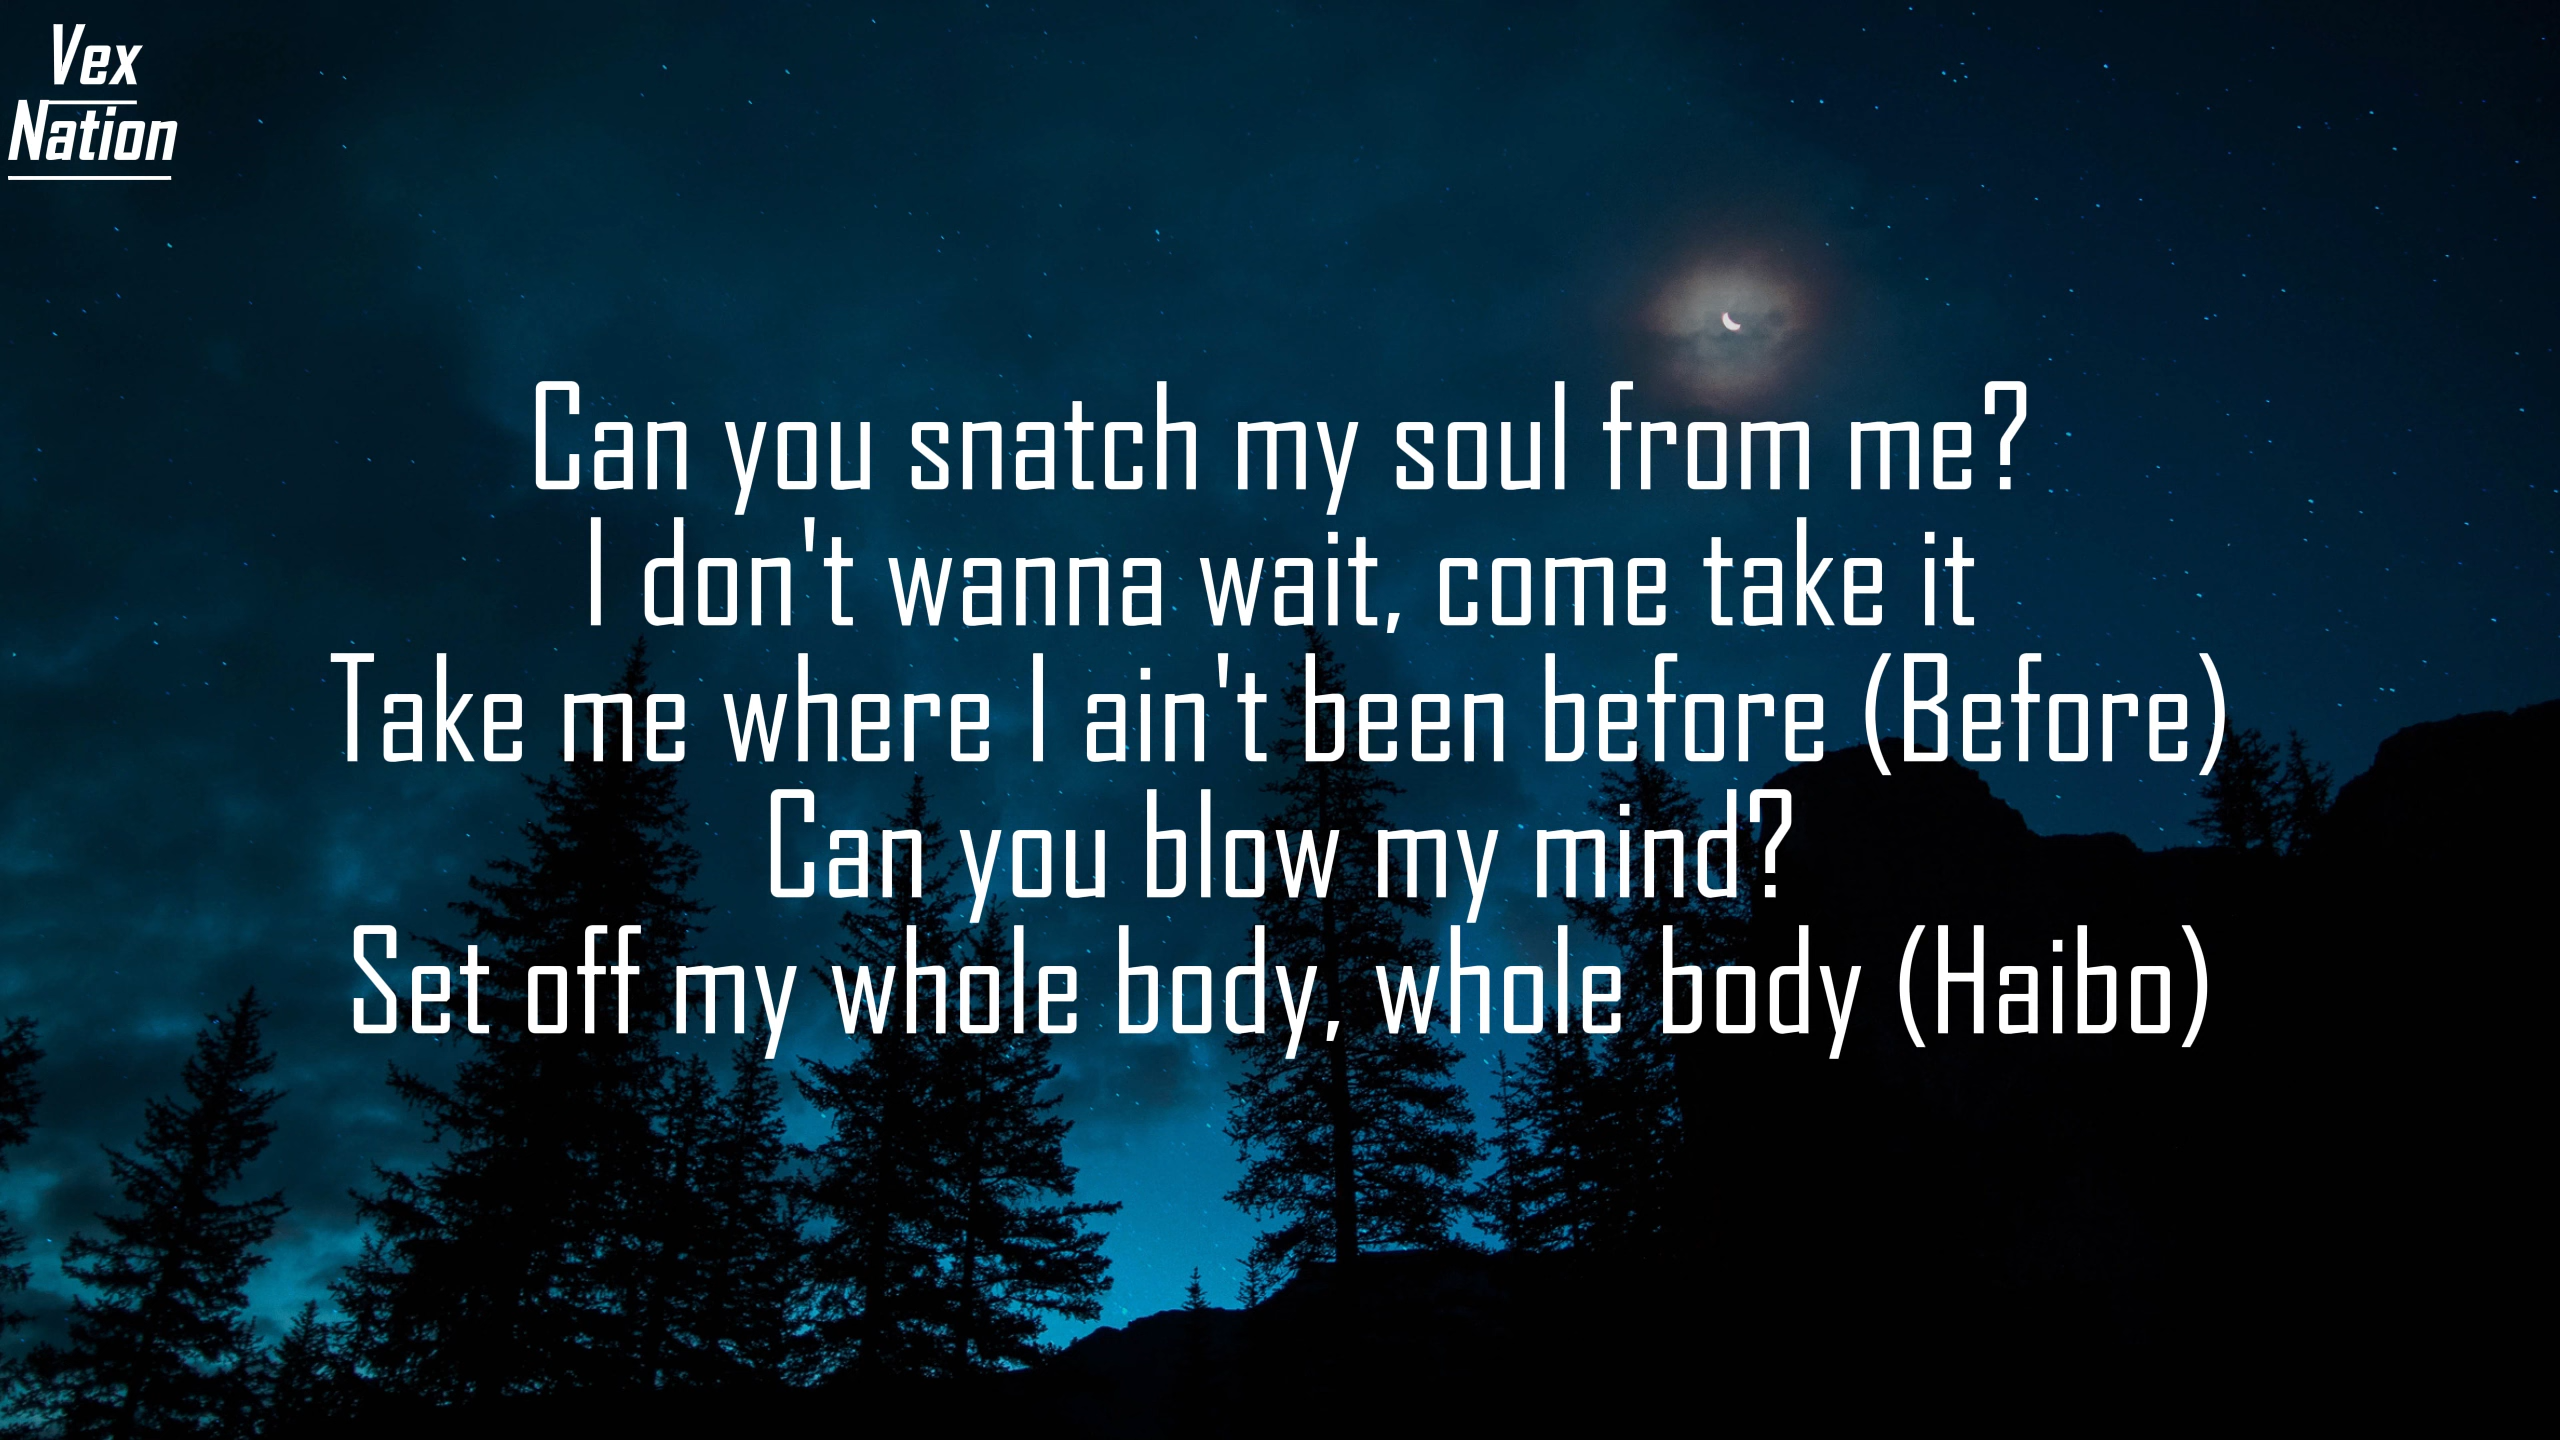 Vex
Nation
Can you snatch my soul from me?
I don't wanna wait, come take it
Take me where I ain't been before (Before)
Can you blow my mind?
Set off my whole body, whole body (Haibo)